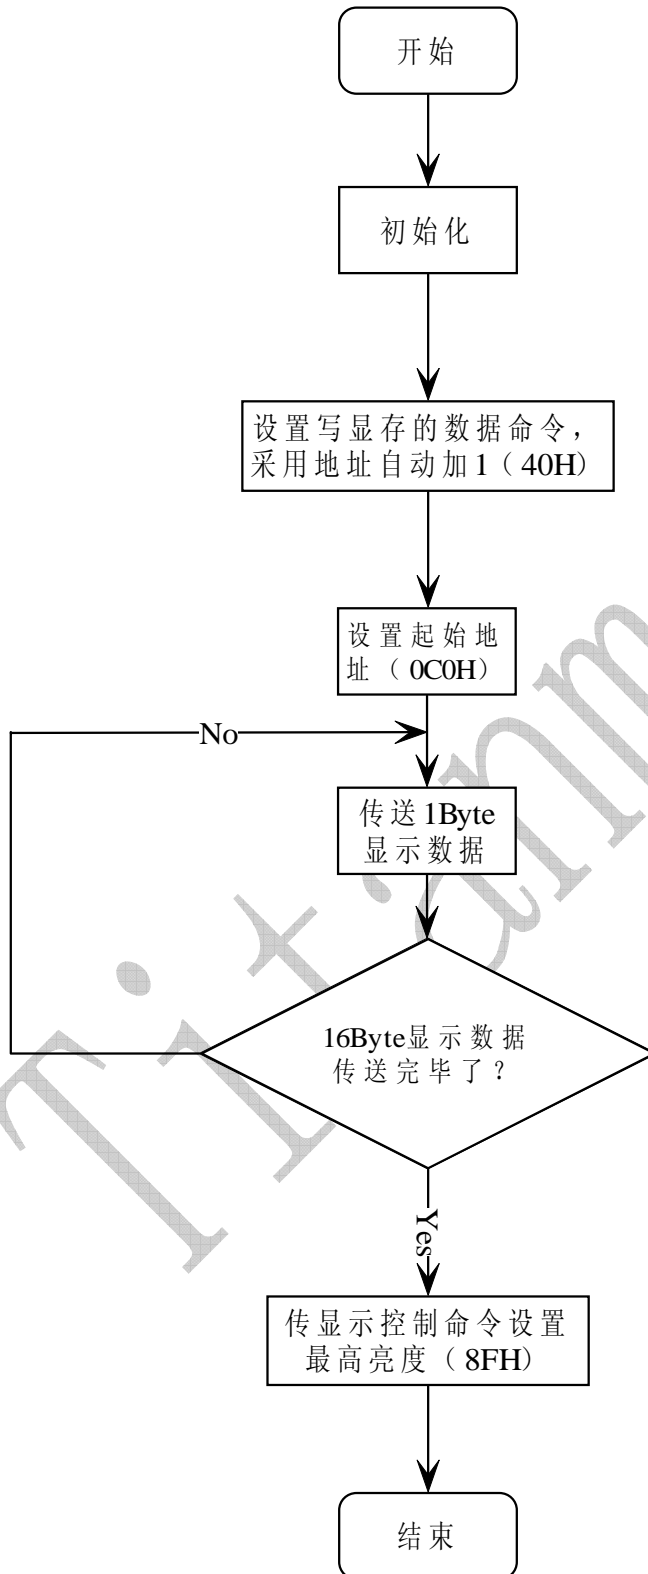 开始
初始化
设置写显存的数据命令，
采用地址自动加1（40H）
设置起始地
址（0C0H）
No
传送1Byte
显示数据
16Byte显示数据
传送完毕了？
Yes
传显示控制命令设置
最高亮度（8FH）
结束
Titanm